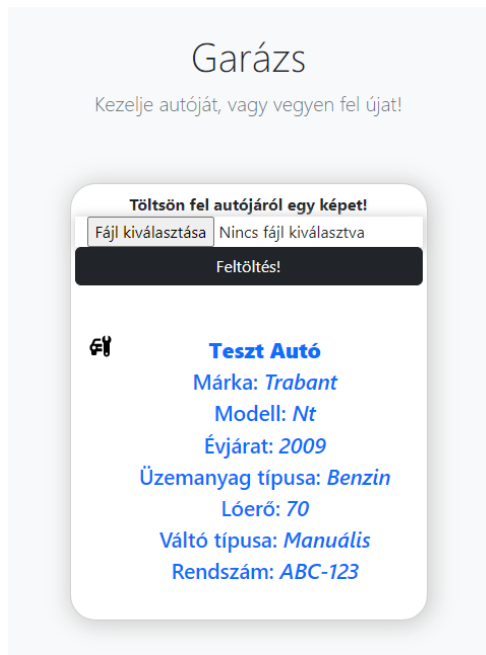 Garázs
Kezelje autóját, vagy vegyen fel újat!
Töltsön fel autójáról egy képet!
Fájl kiválasztása Nincs fájl kiválasztva
Feltöltés!
Teszt Autó
Márka: Trabant
Modell: Nt
Évjárat: 2009
Üzemanyag típusa: Benzin
Lóerő: 70
Váltó típusa: Manuális
Rendszám: ABC-123